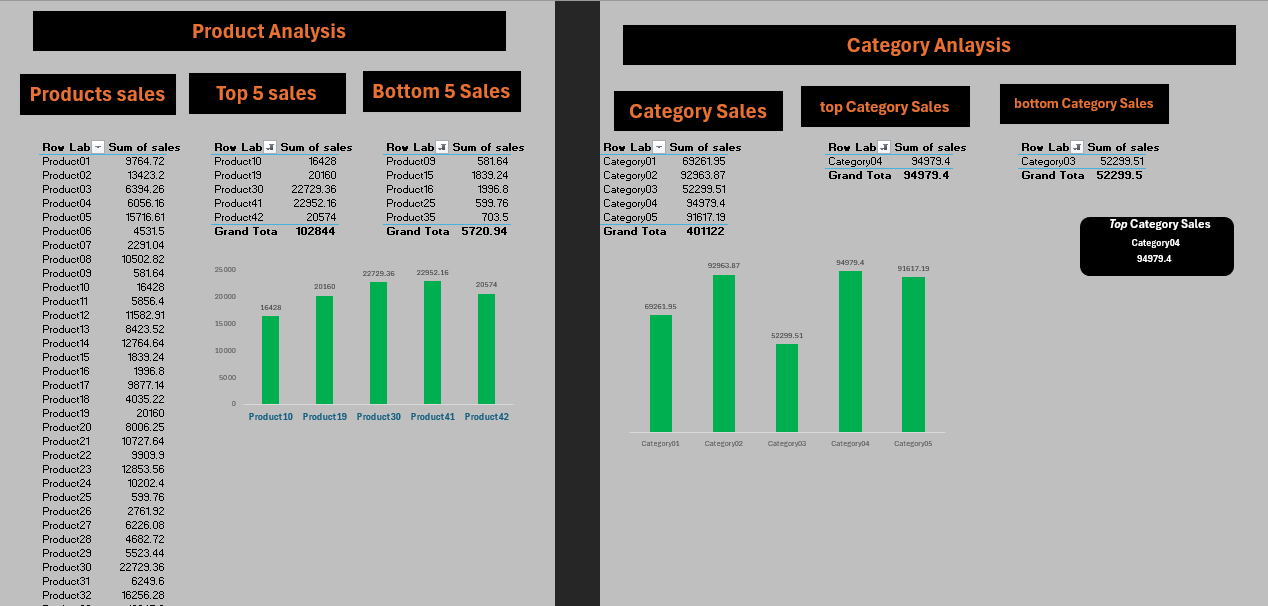 Product Analysis
Products sales
Top 5 sales
Bottom 5 Sales
Row Lab Sum of sales
Product01 9764.72
Product02 13423.2
Product03 6394.26
Product04 6056.16
Product05 15716.61
Product06 4531.5
Product07 2291.04
Product08 10502.82
Product09 581.64
Product10 16428
Product11 5856.4
Product12 11582.91
Product13 8423.52
Product14 12764.64
Product15 1839.24
Product16 1996.8
Product17 9877.14
Product18 4035.22
Product19 20160
Product20 8006.25
Product21 10727.64
Product22 9909.9
Product23 12853.56
Product24 10202.4
Product25 599.76
Product26 2761.92
Product27 6226.08
Product28 4682.72
Product29 5523.44
Product30 22729.36
Product31 6249.6
Product32 16256.28
Row Lab Sum of sales
Product10 16428
Product19 20160
Product30 22729.36
Product41 22952.16
Product42 20574
Grand Tota 102844
Row Lab Sum of sales
Product09 581.64
Product15 1839.24
Product16 1996.8
Product25 599.76
Product35 703.5
Grand Tota 5720.94
25000
20000
15000
10000
5000
0
16428
20160
22729.36
22952.16
20574
Product10 Product19 Product30 Product41 Product42
Category Anlaysis
Category Sales
top Category Sales
bottom Category Sales
Row Lab Sum of sales
Category01 69261.95
Category02 92963.87
Category03 52299.51
Category04 94979.4
Category05 91617.19
Grand Tota 401122
Row Lab Sum of sales
Category04 94979.4
Grand Tota 94979.4
Row Lab Sum of sales
Category03 52299.51
Grand Tota 52299.5
Top Category Sales
Category04
94979.4
69261.95
92963.87
52299.51
94979.4
91617.19
Category01 Category02 Category03 Category04 Category05